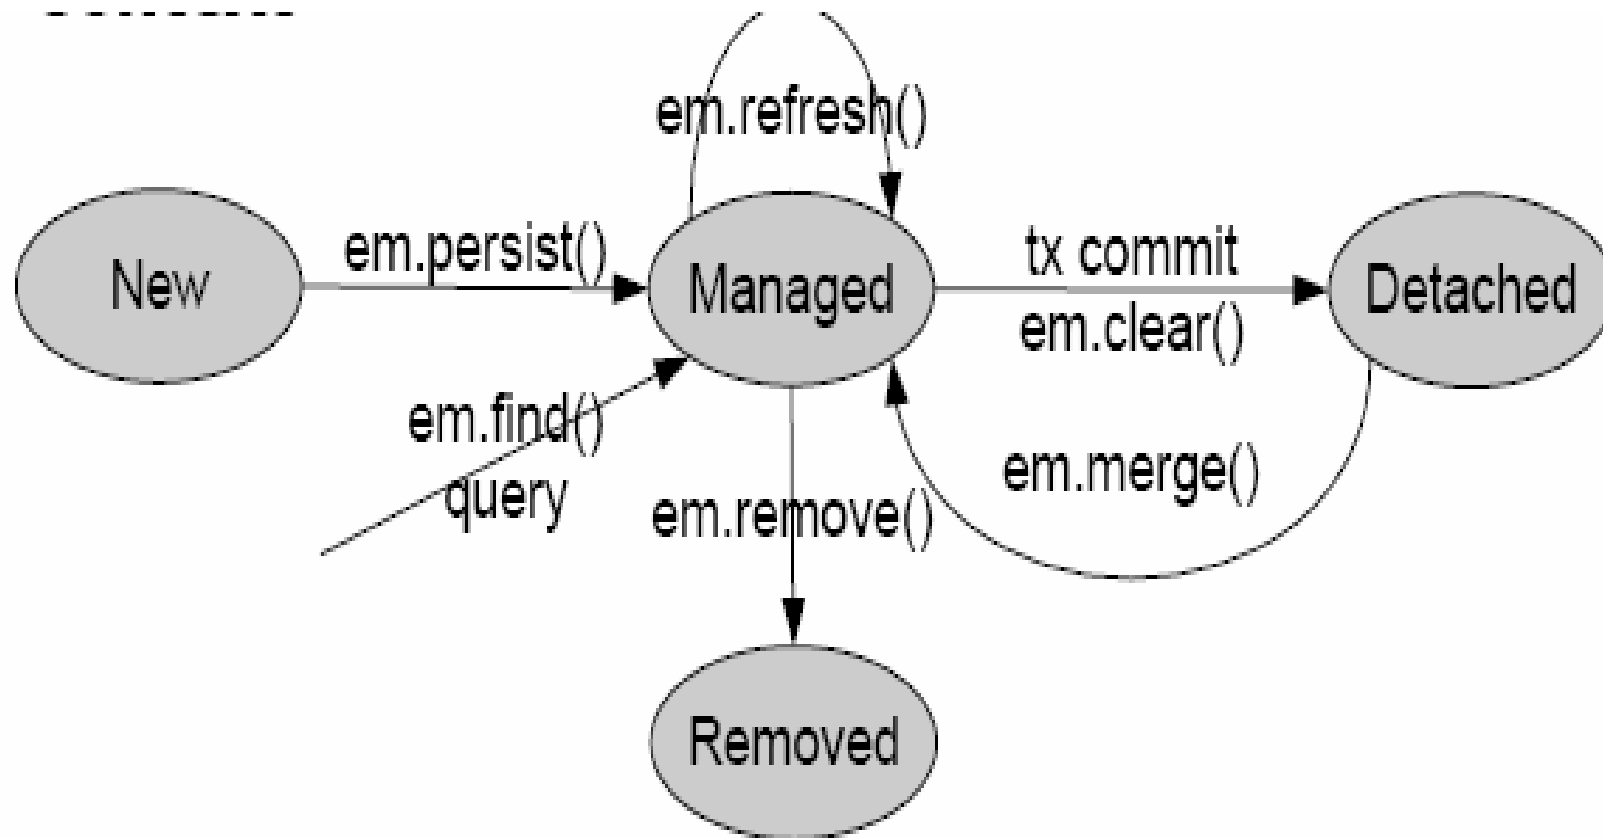 em.refresh()
em.persist()
tx commit
New
Managed
Detached
em.clear()
em.find()
query
em.merge()
em.remove()
Removed